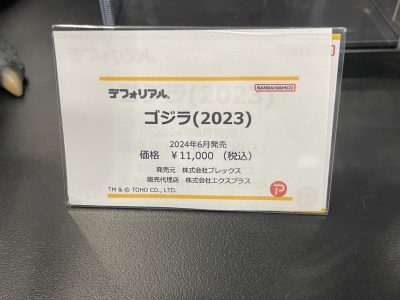 デフォリアル
BANDAI NAMCO
ゴジラ(2023)
2024年6月発売
価格 ¥11,000 (税込)
発売元 株式会社プレックス
販売代理店 株式会社エクスプラス
TM & © TOHO CO., LTD.